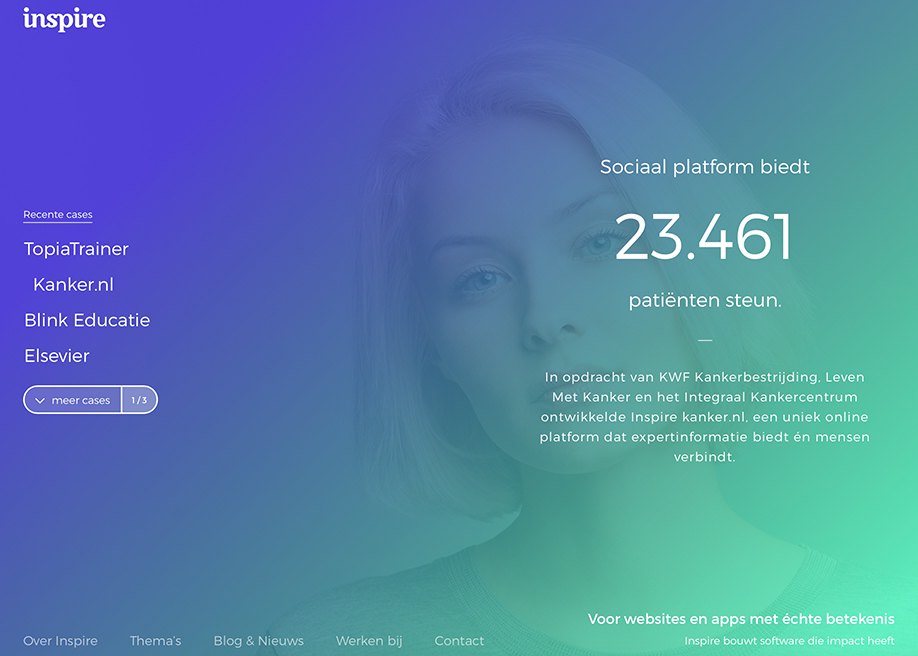 inspire
Recente cases
TopiaTrainer
Kanker.nl
Blink Educatie
Elsevier
meer cases 1/3
Sociaal platform biedt
23.461
patiënten steun.
In opdracht van KWF Kankerbestrijding, Leven
Met Kanker en het Integraal Kankercentrum
ontwikkelde Inspire kanker.nl, een uniek online
platform dat expertinformatie biedt én mensen
verbindt.
Voor websites en apps met échte betekenis
Inspire bouwt software die impact heeft
Over Inspire Thema's Blog & Nieuws Werken bij Contact